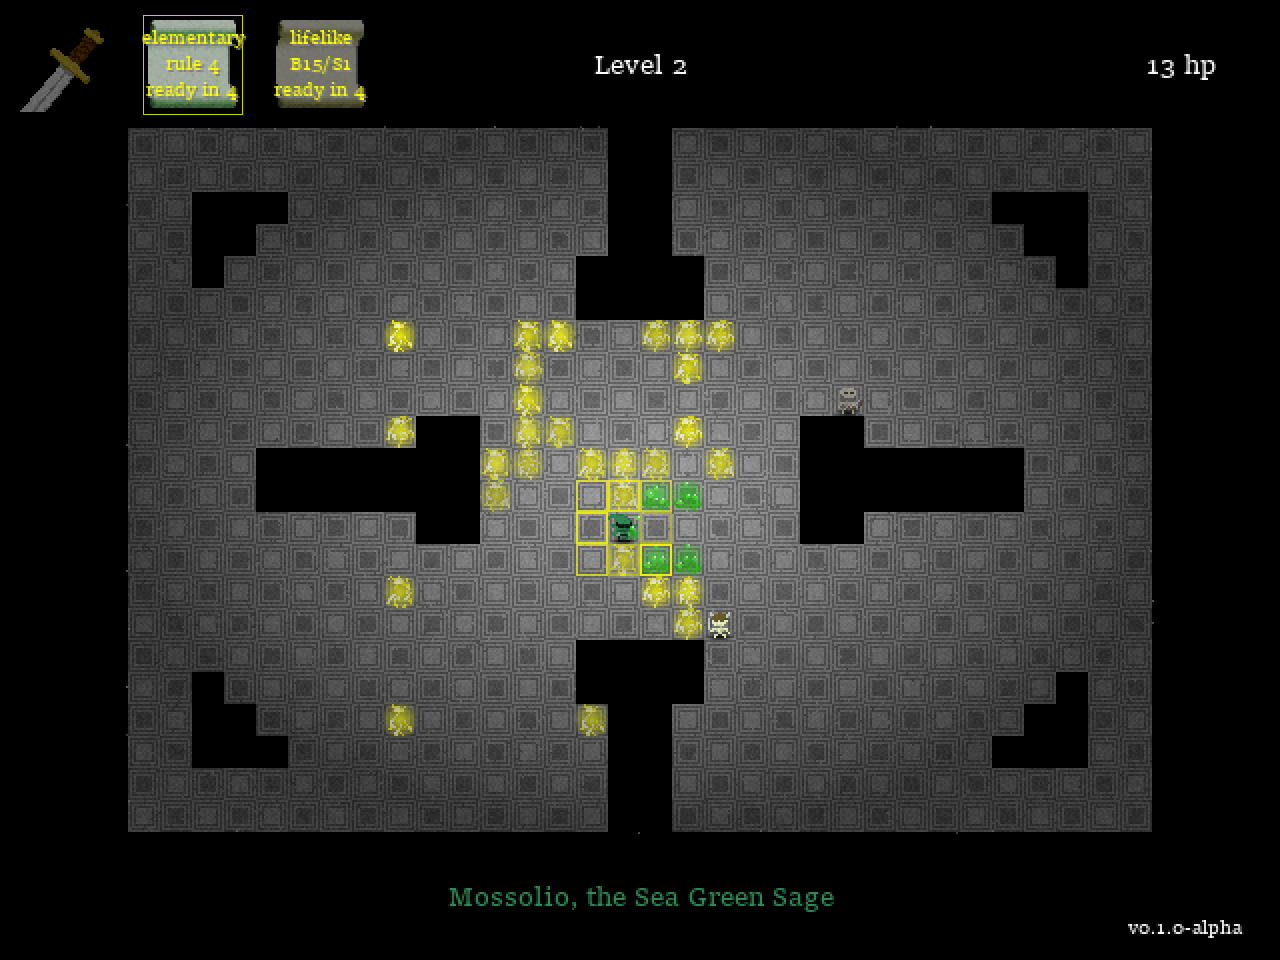 elementary
rule 4
ready in 4
lifelike
B15/S1
ready in 4
Level 2
13 hp
Mossolio, the Sea Green Sage
v0.1.0-alpha